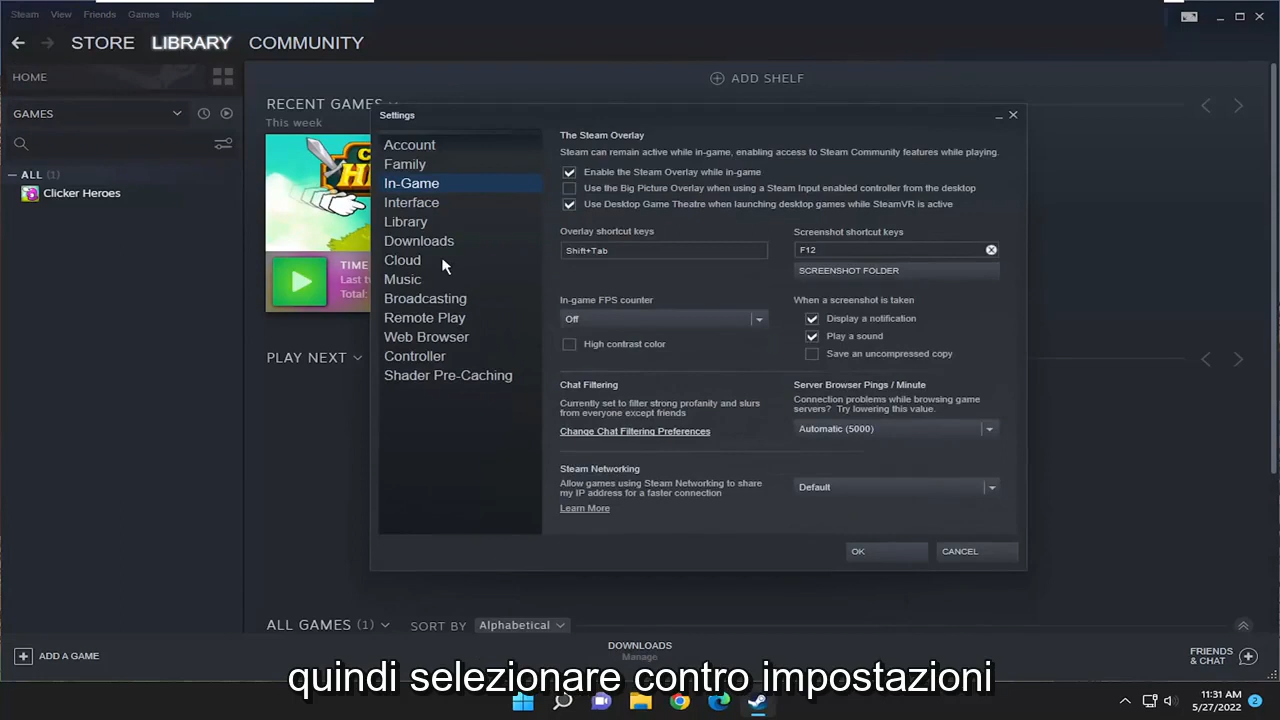 Steam View Friends Games Help
STORE LIBRARY COMMUNITY
HOME
ADD SHELF
GAMES
RECENT GAMES
This week
ALL (1)
Clicker Heroes
TIME
Last t
Total:
PLAY NEXT
Settings
Account
Family
In-Game
Interface
Library
Downloads
Cloud
Music
Broadcasting
Remote Play
Web Browser
Controller
Shader Pre-Caching
The Steam Overlay
Steam can remain active while in-game, enabling access to Steam Community features while playing.
Enable the Steam Overlay while in-game
Use the Big Picture Overlay when using a Steam Input enabled controller from the desktop
Use Desktop Game Theatre when launching desktop games while SteamVR is active
Overlay shortcut keys
Shift+Tab
Screenshot shortcut keys
F12
SCREENSHOT FOLDER
In-game FPS counter
Off
High contrast color
When a screenshot is taken
Display a notification
Play a sound
Save an uncompressed copy
Chat Filtering
Currently set to filter strong profanity and slurs
from everyone except friends
Change Chat Filtering Preferences
Server Browser Pings / Minute
Connection problems while browsing game
servers? Try lowering this value.
Automatic (5000)
Steam Networking
Allow games using Steam Networking to share
my IP address for a faster connection
Learn More
Default
OK
CANCEL
ALL GAMES (1) SORT BY Alphabetical
ADD A GAME
DOWNLOADS
Manage
FRIENDS
& CHAT
quindi selezionare contro impostazioni
11:31 AM
5/27/2022
2